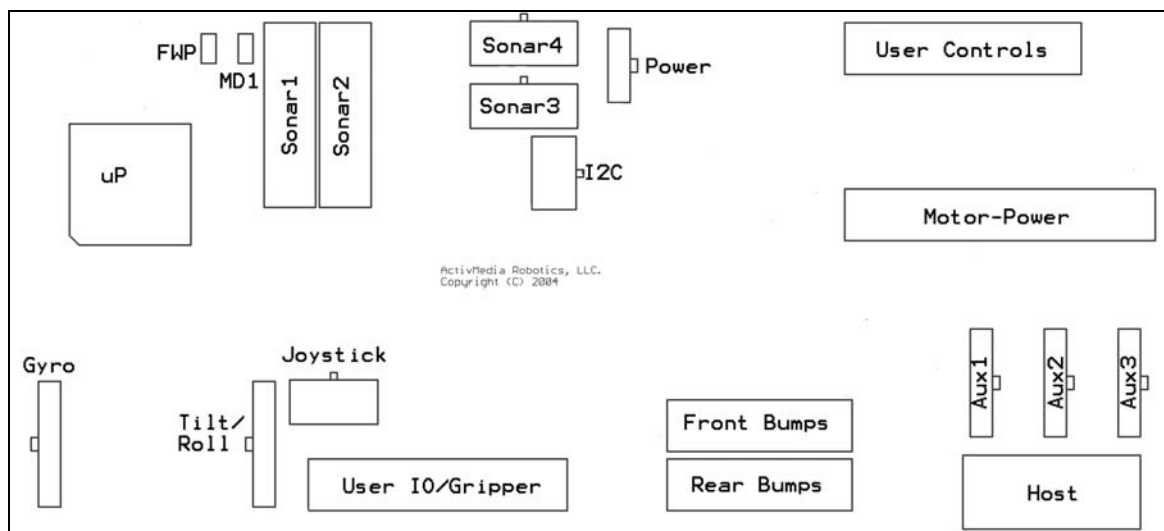 FWP
MD1
Sonar1
Sonar2
Sonar4
Sonar3
Power
User Controls
uP
I2C
Motor-Power
ActivMedia Robotics, LLC.
Copyright (C) 2004
Gyro
Tilt/
Roll
Joystick
User IO/Gripper
Front Bumps
Rear Bumps
Aux1
Aux2
Aux3
Host